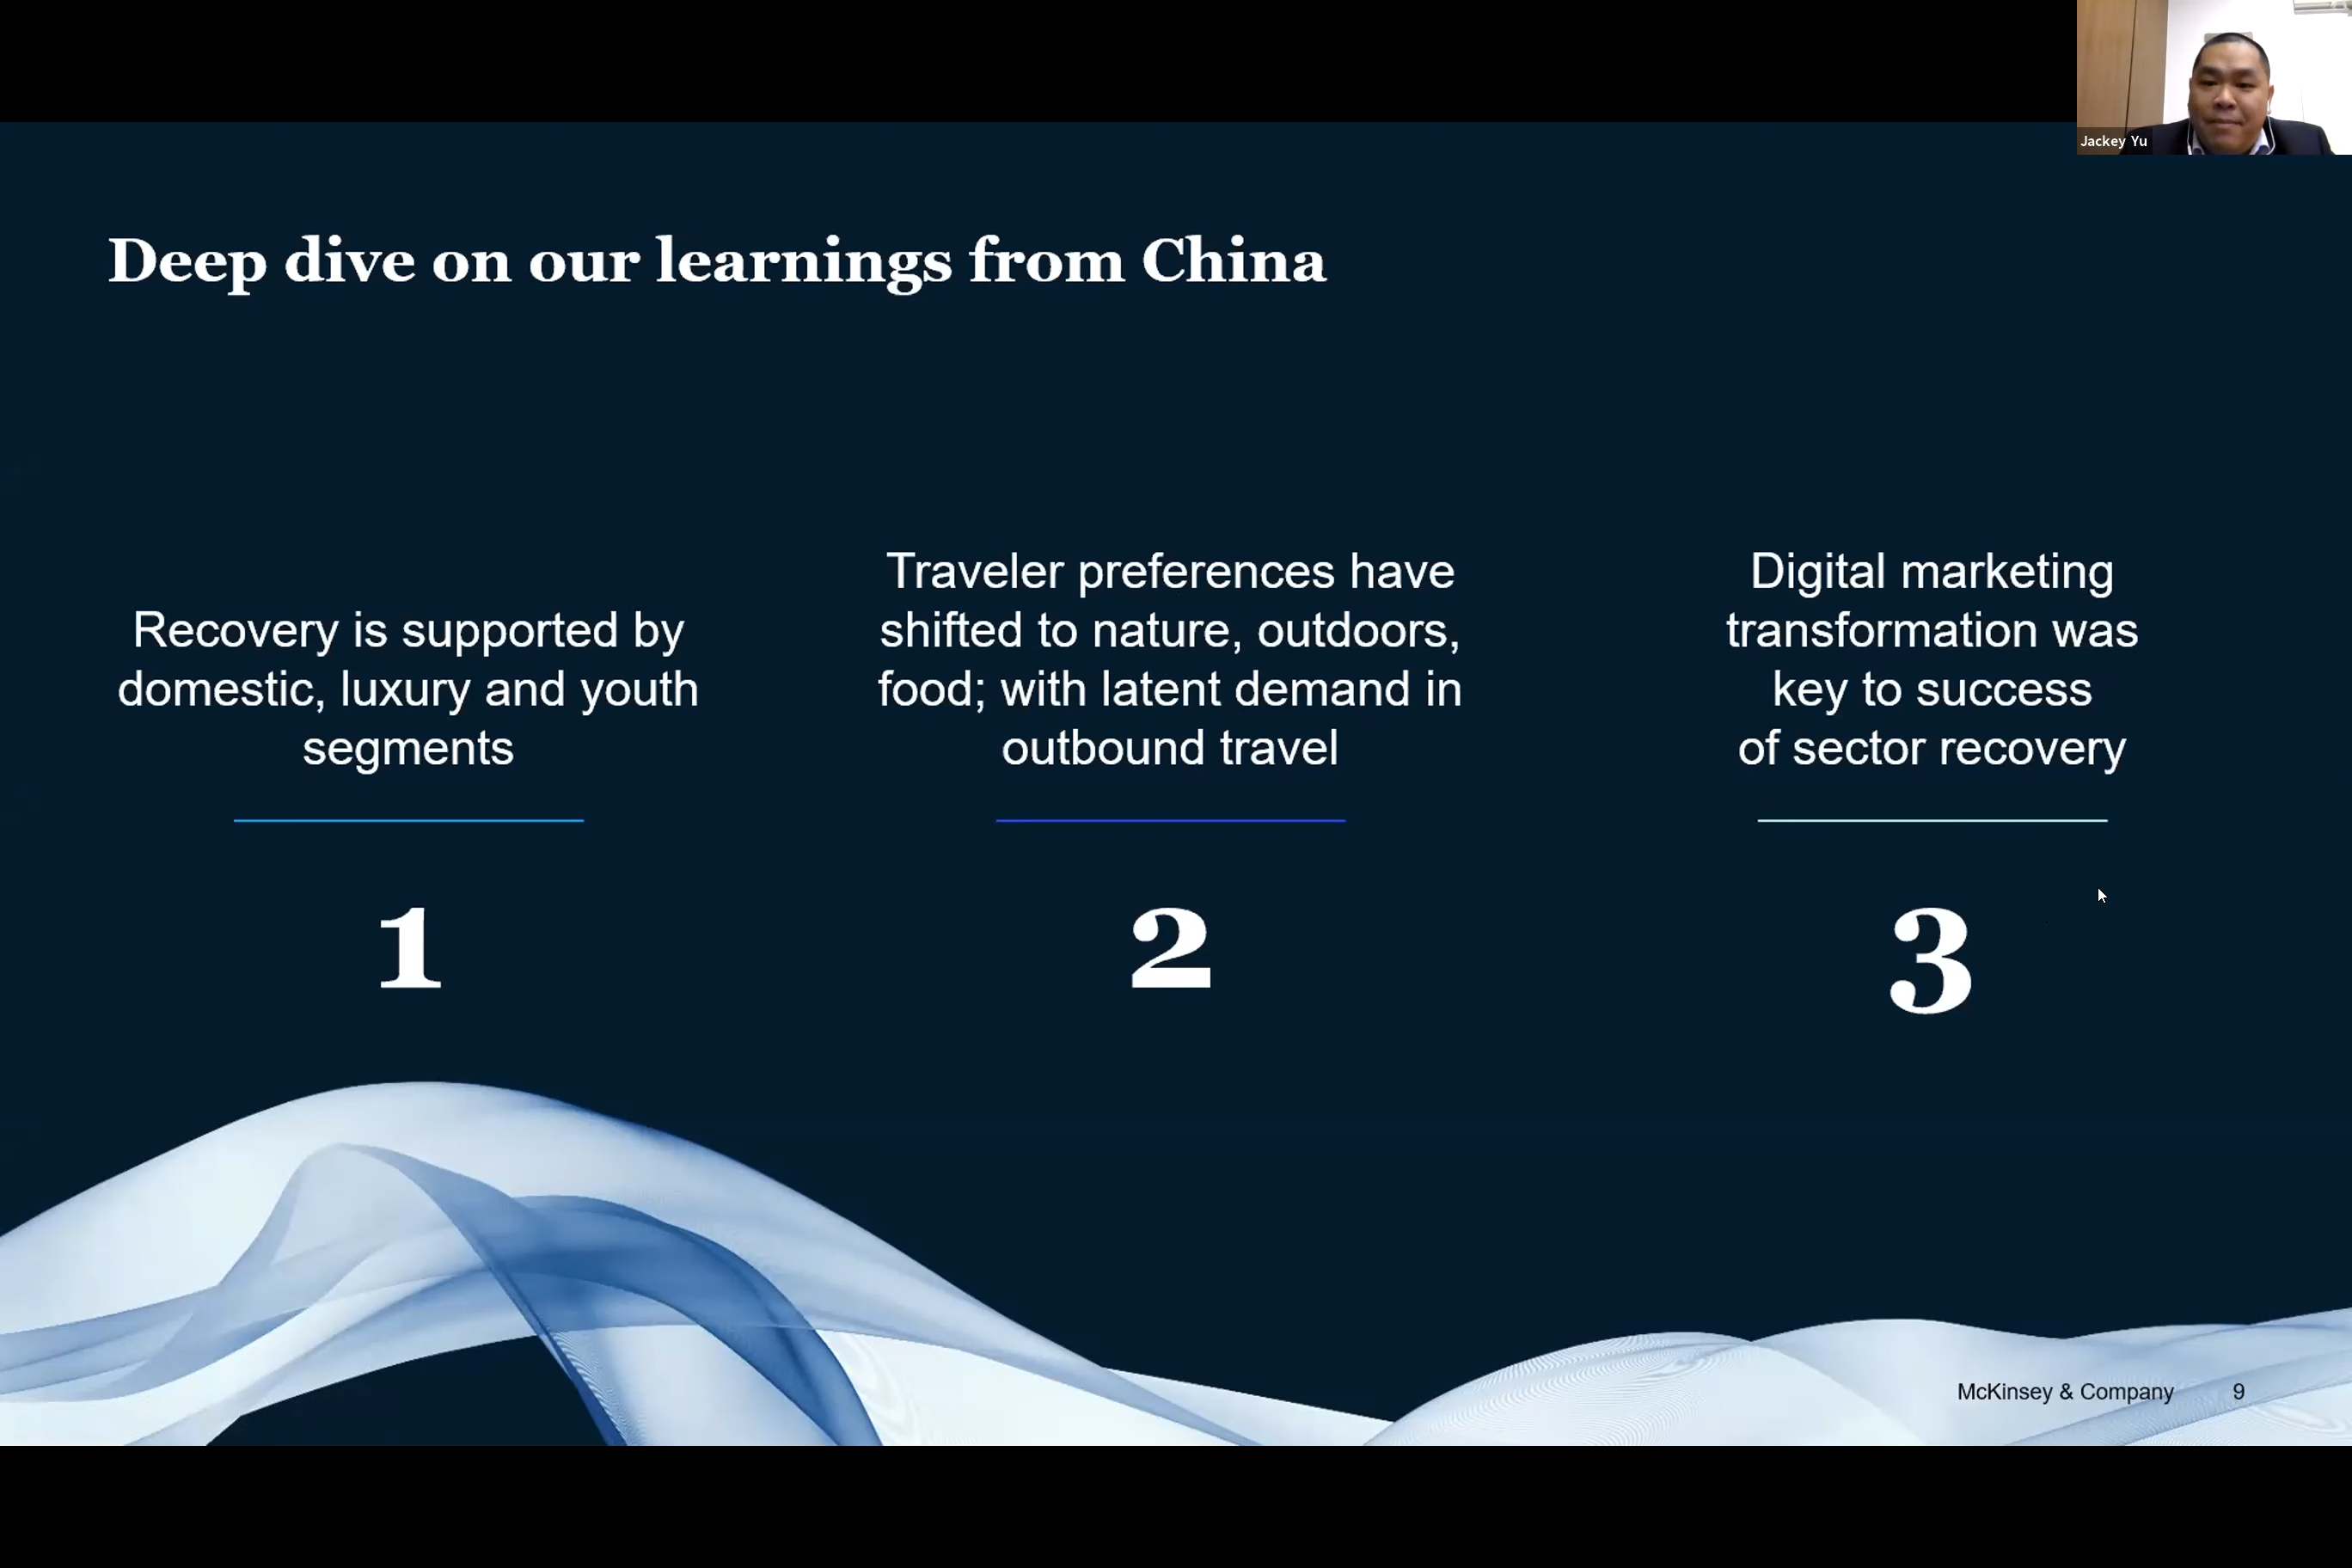 Jackey Yu
Deep dive on our learnings from China
Recovery is supported by
domestic, luxury and youth
segments
1
Traveler preferences have
shifted to nature, outdoors,
food; with latent demand in
outbound travel
2
Digital marketing
transformation was
key to success
of sector recovery
3
McKinsey & Company 9